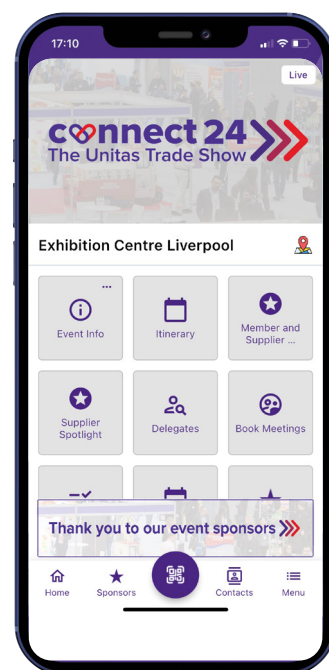 17:10
Live
connect 24
The Unitas Trade Show
Exhibition Centre Liverpool
Event Info
Itinerary
Member and
Supplier ...
Supplier
Spotlight
Delegates
Book Meetings
Thank you to our event sponsors
Home
Sponsors
Contacts
Menu